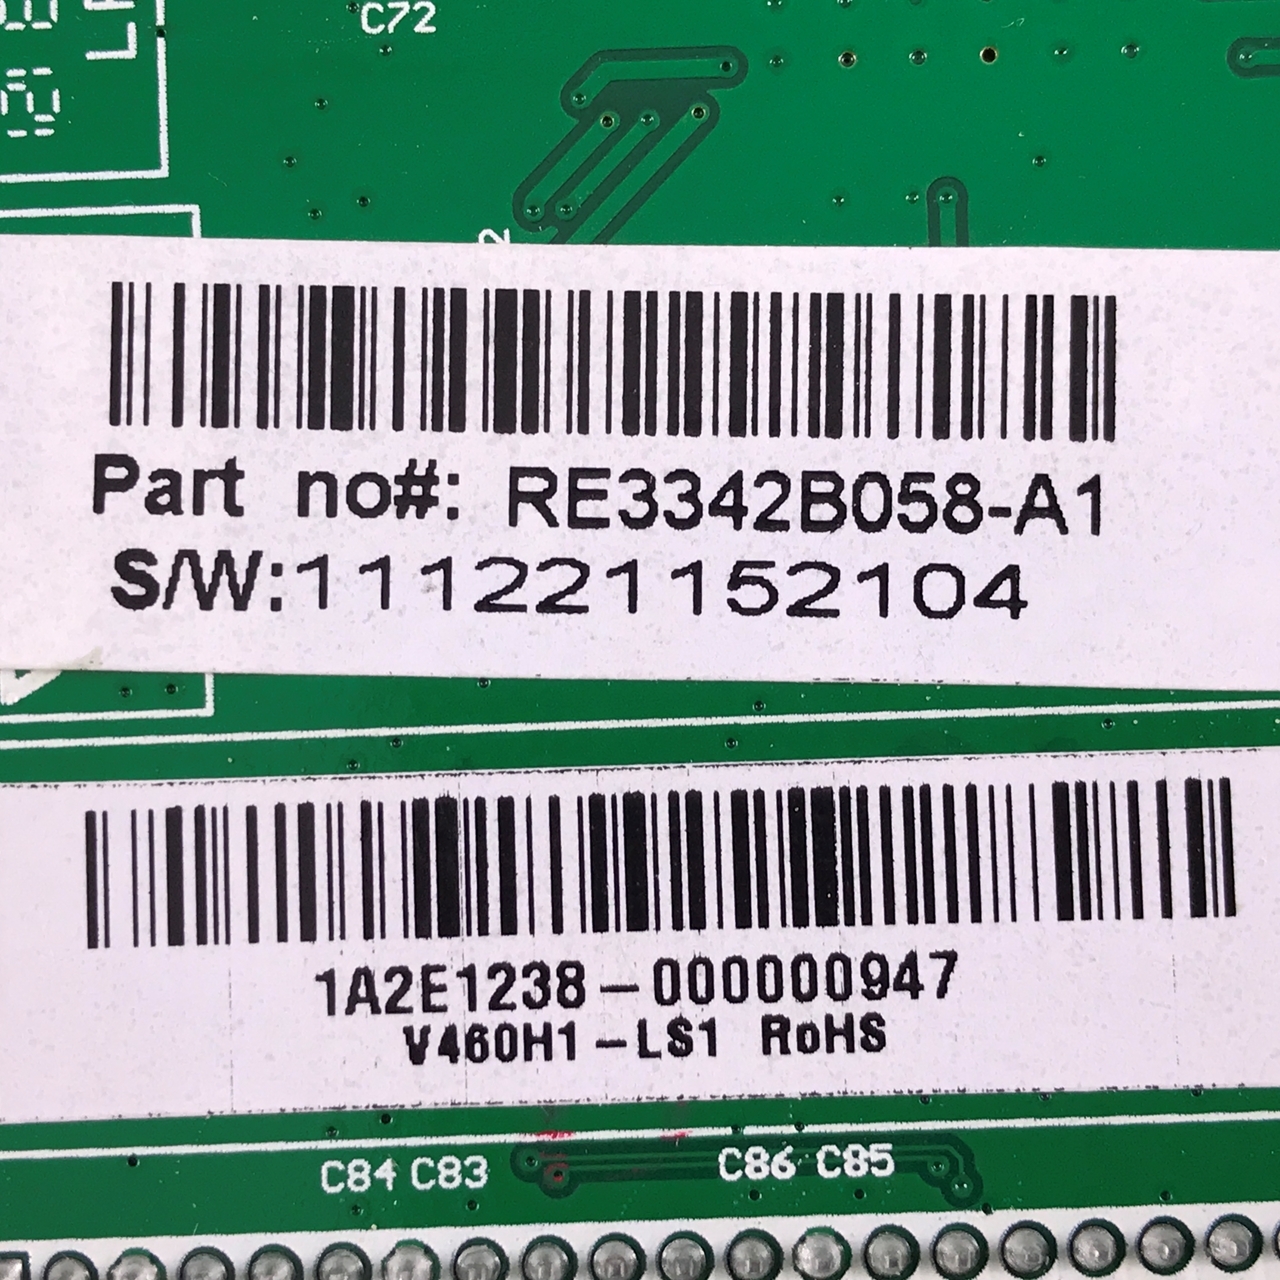 C72
Part no#: RE3342B058-A1
S/W:111221152104
1A2E1238-000000947
V460H1-LS1 RoHS
C84 C83 C86 C85